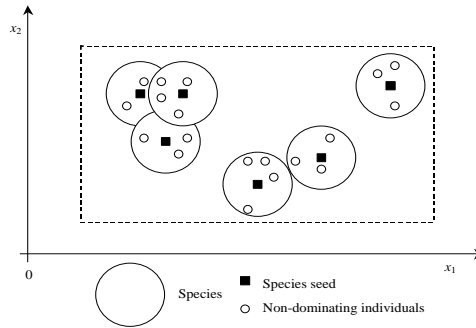 x2
0
x1
Species
Species seed
Non-dominating individuals